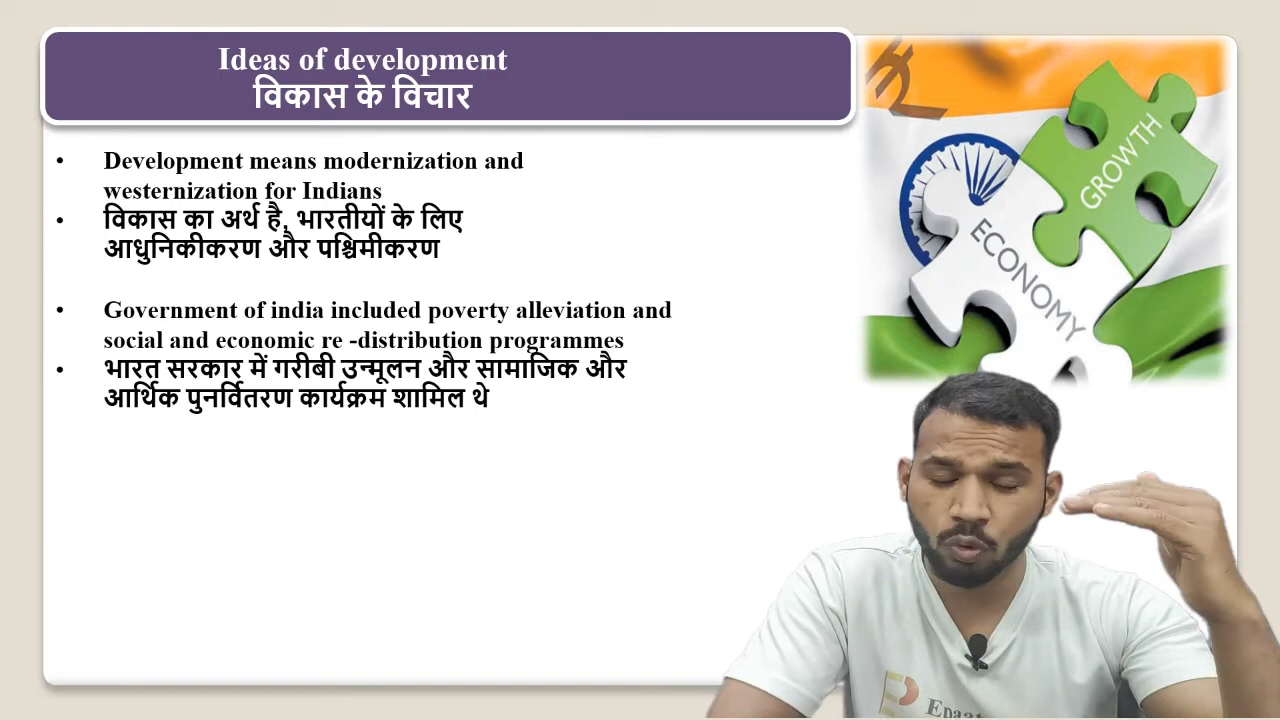 Ideas of development
विकास के विचार
• Development means modernization and
westernization for Indians
• विकास का अर्थ है, भारतीयों के लिए
आधुनिकीकरण और पश्चिमीकरण
• Government of india included poverty alleviation and
social and economic re -distribution programmes
• भारत सरकार में गरीबी उन्मूलन और सामाजिक और
आर्थिक पुनर्वितरण कार्यक्रम शामिल थे
₹
GROWTH
ECONOMY